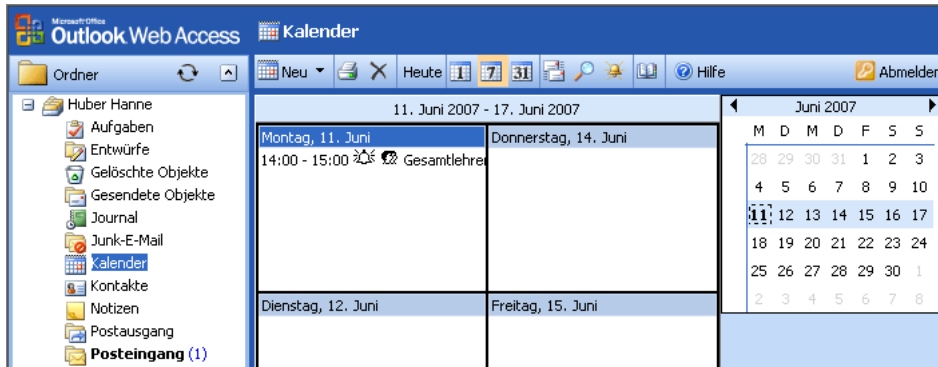 Microsoft Office
Outlook Web Access
Kalender
Ordner
Neu
Heute 1 7 31
Hilfe
Abmelden
Huber Hanne
Aufgaben
Entwürfe
Gelöschte Objekte
Gesendete Objekte
Journal
Junk-E-Mail
Kalender
Kontakte
Notizen
Postausgang
Posteingang (1)
11. Juni 2007 - 17. Juni 2007
Montag, 11. Juni
14:00 - 15:00 Gesamtlehrer
Donnerstag, 14. Juni
Dienstag, 12. Juni
Freitag, 15. Juni
Juni 2007
M D M D F S S
28 29 30 31 1 2 3
4 5 6 7 8 9 10
11 12 13 14 15 16 17
18 19 20 21 22 23 24
25 26 27 28 29 30 1
2 3 4 5 6 7 8